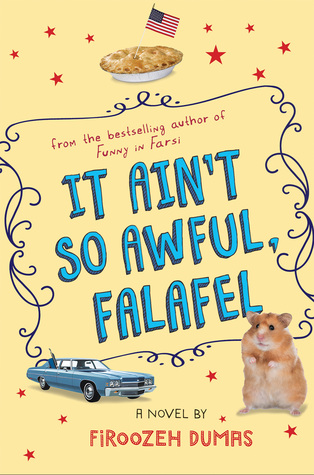 from the bestselling author of
Funny in Farsi
IT AIN'T
SO AWFUL,
FALAFEL
A NOVEL BY
FIROOZEH DUMAS